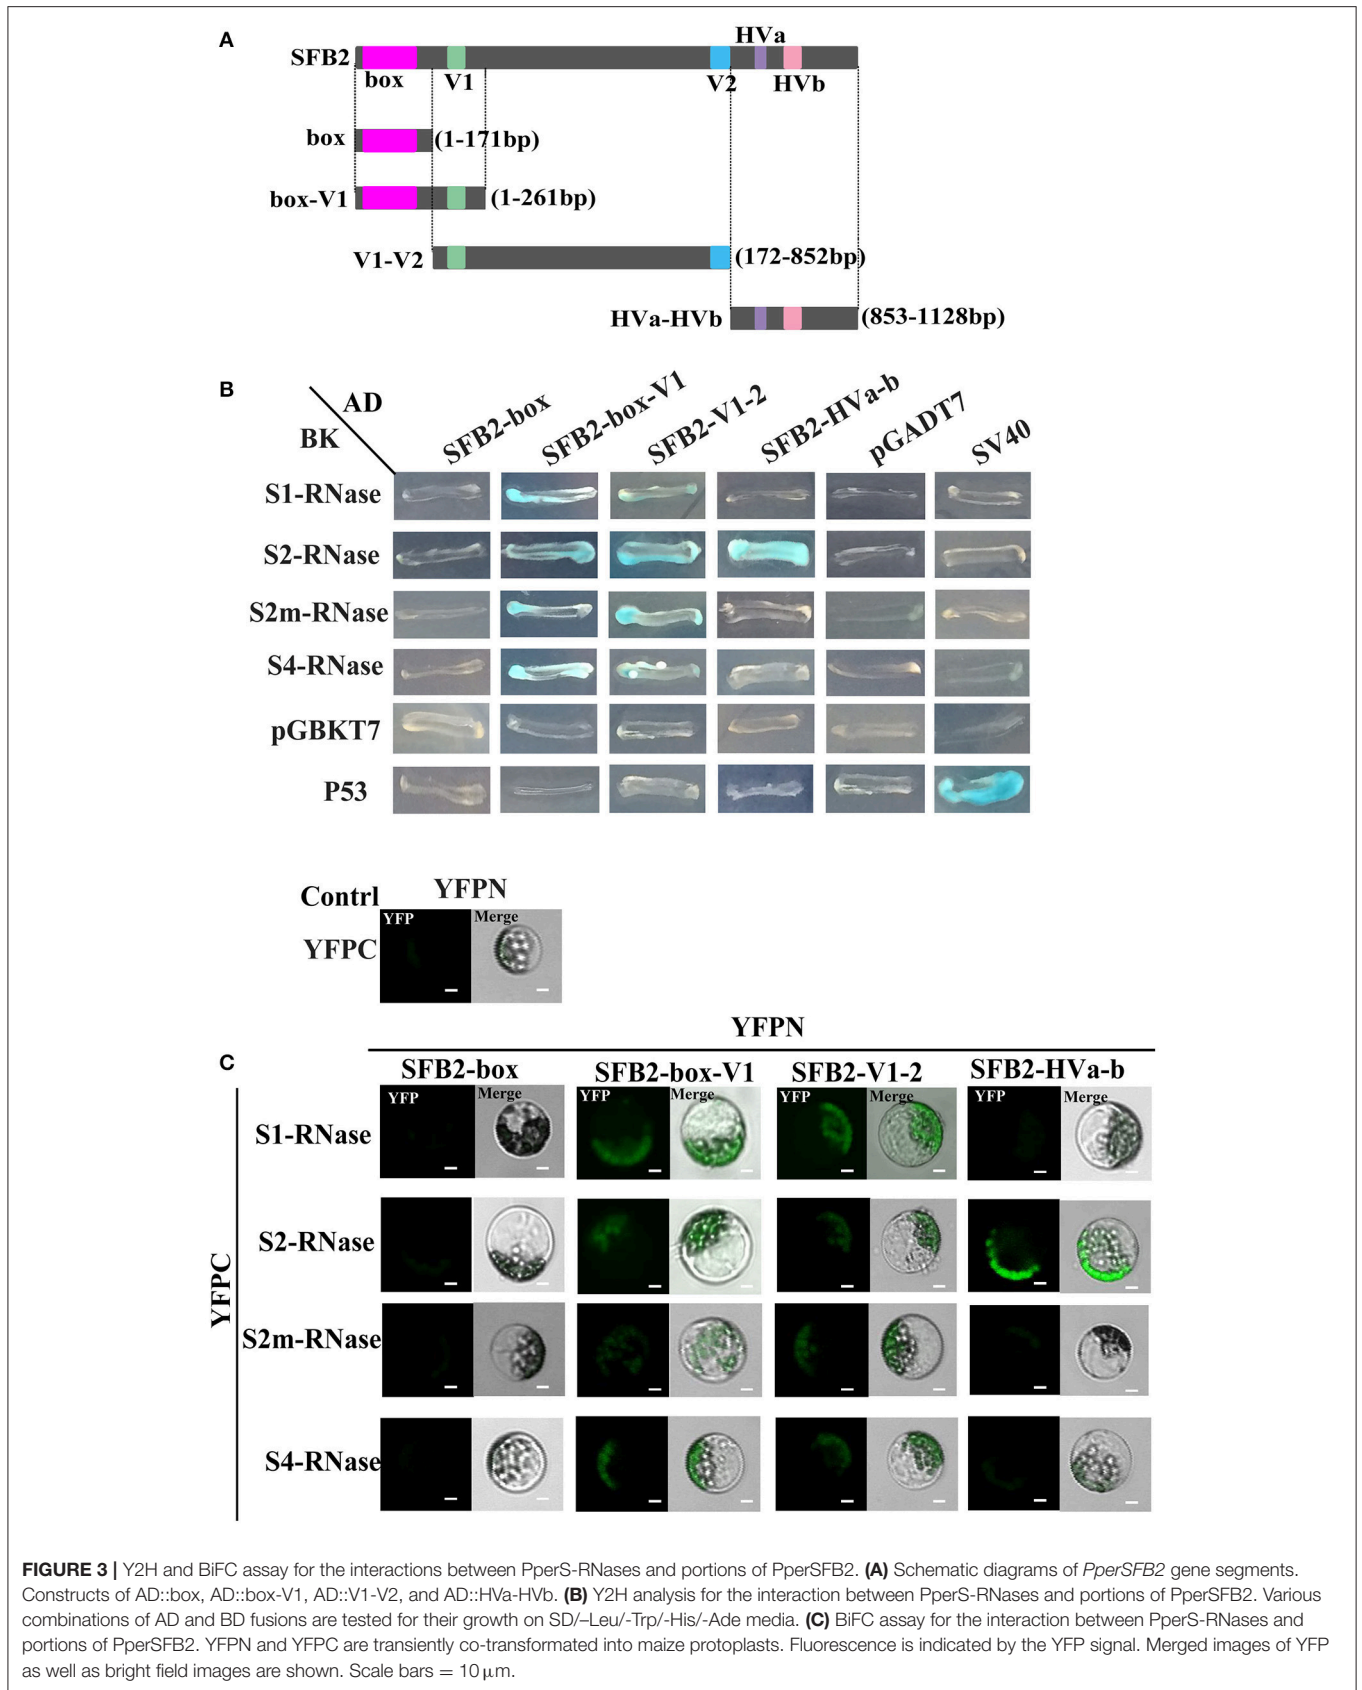 A
HVa
SFB2
box
V1
V2
HVb
box
(1-171bp)
box-V1
(1-261bp)
V1-V2
(172-852bp)
HVa-HVb
(853-1128bp)
B
AD
BK
SFB2-box
SFB2-box-V1
SFB2-V1-2
SFB2-HVa-b
pGADT7
SV40
S1-RNase
S2-RNase
S2m-RNase
S4-RNase
pGBKT7
P53
Contrl
YFPN
YFP
Merge
YFPC
YFPN
C
SFB2-box
SFB2-box-V1
SFB2-V1-2
SFB2-HVa-b
YFP
Merge
YFP
Merge
YFP
Merge
YFP
Merge
S1-RNase
S2-RNase
YFPC
S2m-RNase
S4-RNase
FIGURE 3 | Y2H and BiFC assay for the interactions between PperS-RNases and portions of PperSFB2. (A) Schematic diagrams of PperSFB2 gene segments.
Constructs of AD::box, AD::box-V1, AD::V1-V2, and AD::HVa-HVb. (B) Y2H analysis for the interaction between PperS-RNases and portions of PperSFB2. Various
combinations of AD and BD fusions are tested for their growth on SD/–Leu/-Trp/-His/-Ade media. (C) BiFC assay for the interaction between PperS-RNases and
portions of PperSFB2. YFPN and YFPC are transiently co-transformated into maize protoplasts. Fluorescence is indicated by the YFP signal. Merged images of YFP
as well as bright field images are shown. Scale bars = 10 μm.